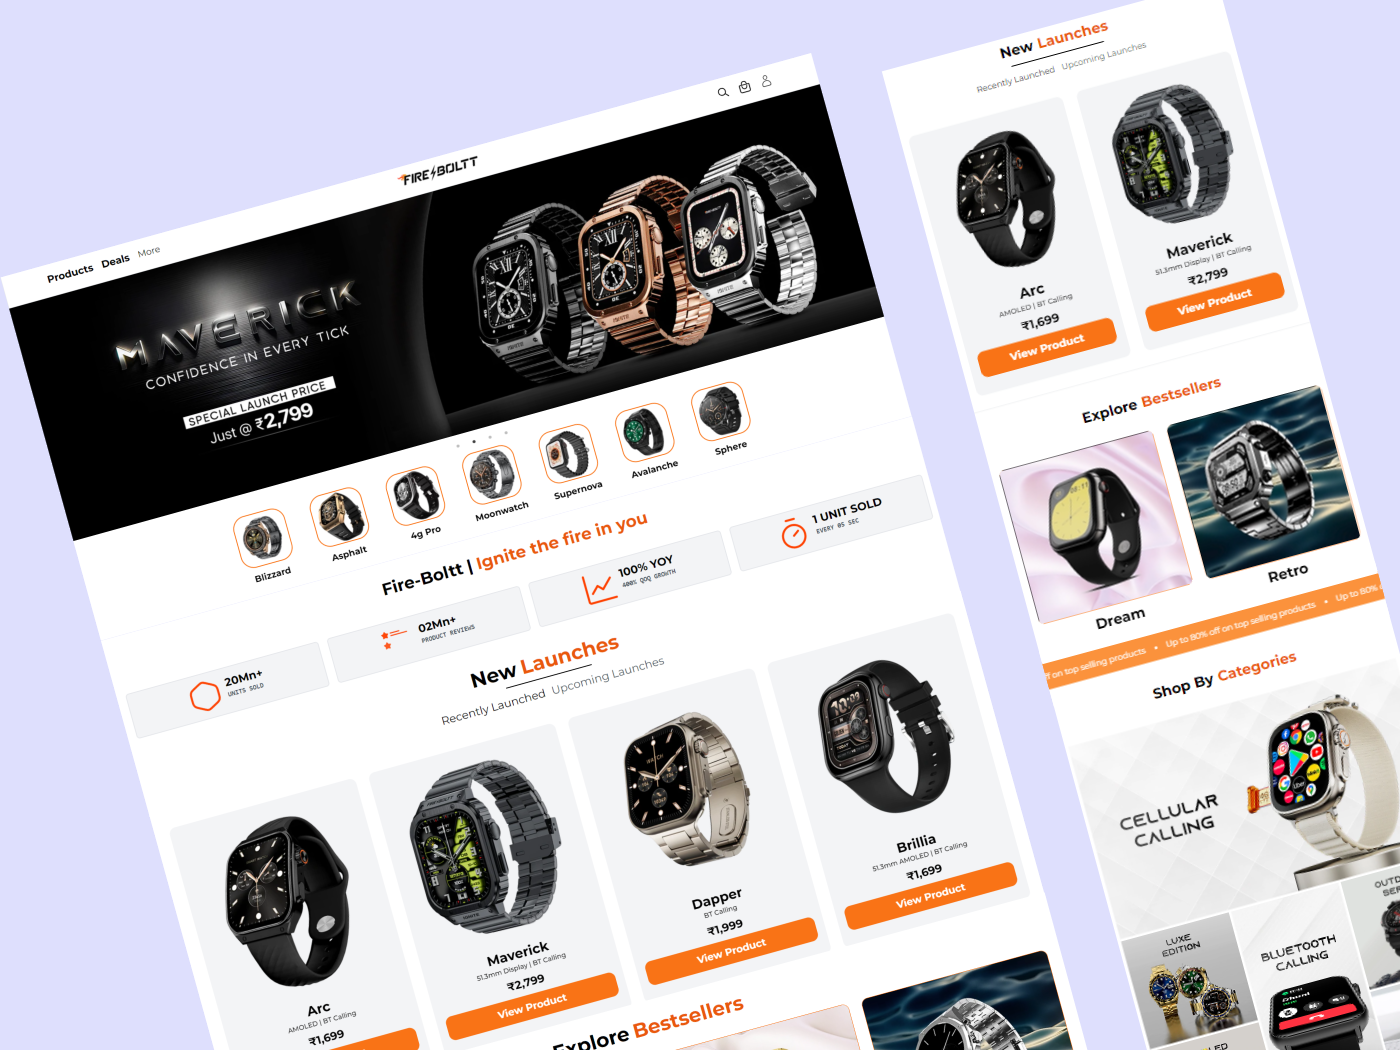 FIRE BOLTT
Products Deals More
MAVERICK
CONFIDENCE IN EVERY TICK
SPECIAL LAUNCH PRICE
Just @ ₹2,799
Blizzard
Asphalt
4g Pro
Moonwatch
Supernova
Avalanche
Sphere
Fire-Boltt | Ignite the fire in you
20Mn+
UNITS SOLD
02Mn+
PRODUCT REVIEWS
100% YOY
400% QOQ GROWTH
1 UNIT SOLD
EVERY 05 SEC
New Launches
Recently Launched Upcoming Launches
Arc
AMOLED | BT Calling
₹1,699
Maverick
51.3mm Display | BT Calling
₹2,799
View Product
Dapper
BT Calling
₹1,999
View Product
Brillia
51.3mm AMOLED | BT Calling
₹1,699
View Product
Explore Bestsellers
New Launches
Recently Launched Upcoming Launches
Arc
AMOLED | BT Calling
₹1,699
View Product
Maverick
51.3mm Display | BT Calling
₹2,799
View Product
Explore Bestsellers
Dream
Retro
on top selling products • Up to 80% off on top selling products • Up to 80%
Shop By Categories
CELLULAR
CALLING
LUXE
EDITION
BLUETOOTH
CALLING